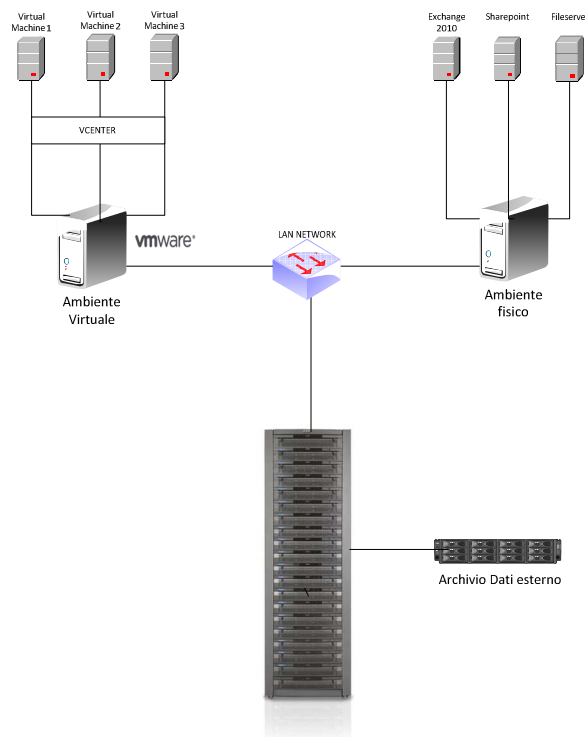 Virtual
Machine 1
Virtual
Machine 2
Virtual
Machine 3
Exchange
2010
Sharepoint
Fileserve
VCENTER
vmware®
LAN NETWORK
Ambiente
Virtuale
Ambiente
fisico
Archivio Dati esterno